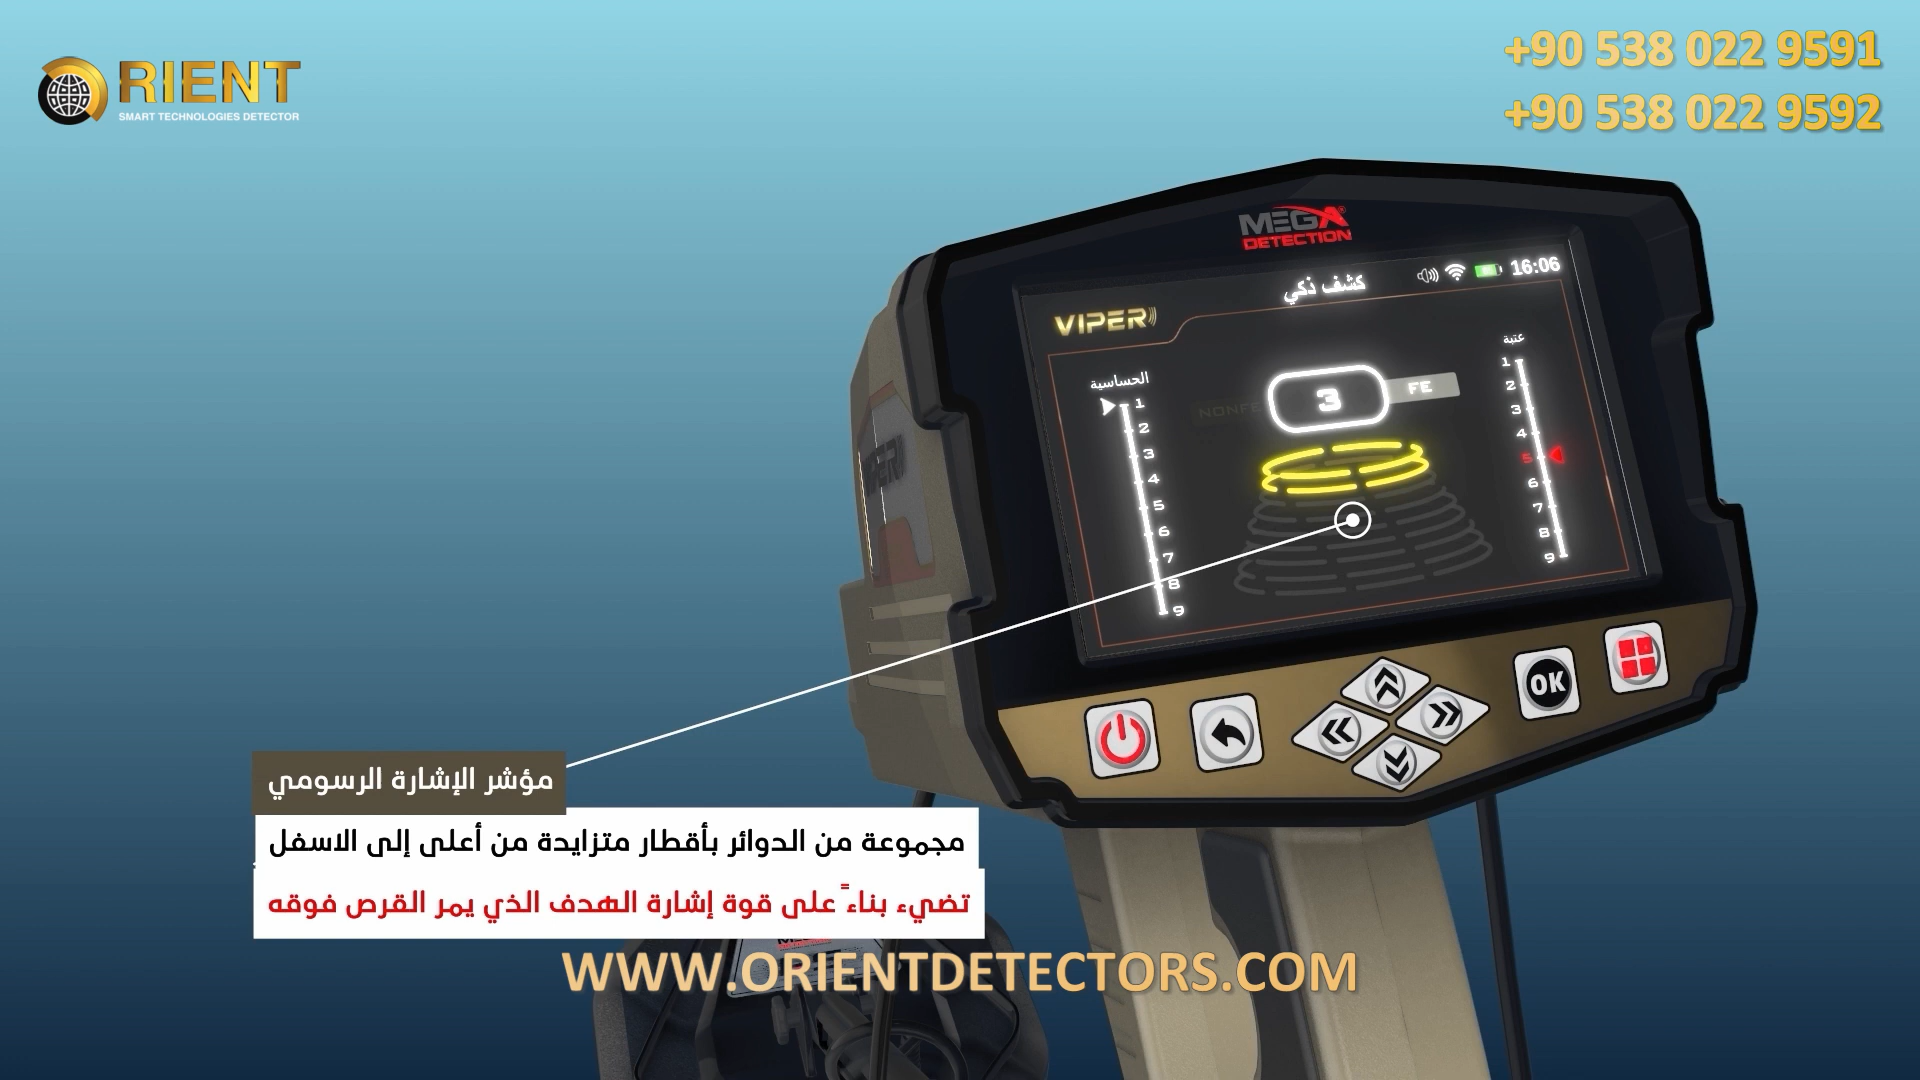 RIENT
SMART TECHNOLOGIES DETECTOR
+90 538 022 9591
+90 538 022 9592
MEGA
DETECTION
كشف ذكي
16:06
VIPER
الحساسية
1
2
3
4
5
6
7
8
9
NONFE
3
FE
عتبة
1
2
3
4
5
6
7
8
9
OK
مؤشر الإشارة الرسومي
مجموعة من الدوائر بأقطار متزايدة من أعلى إلى الاسفل
تضيء بناءً على قوة إشارة الهدف الذي يمر القرص فوقه
WWW.ORIENTDETECTORS.COM